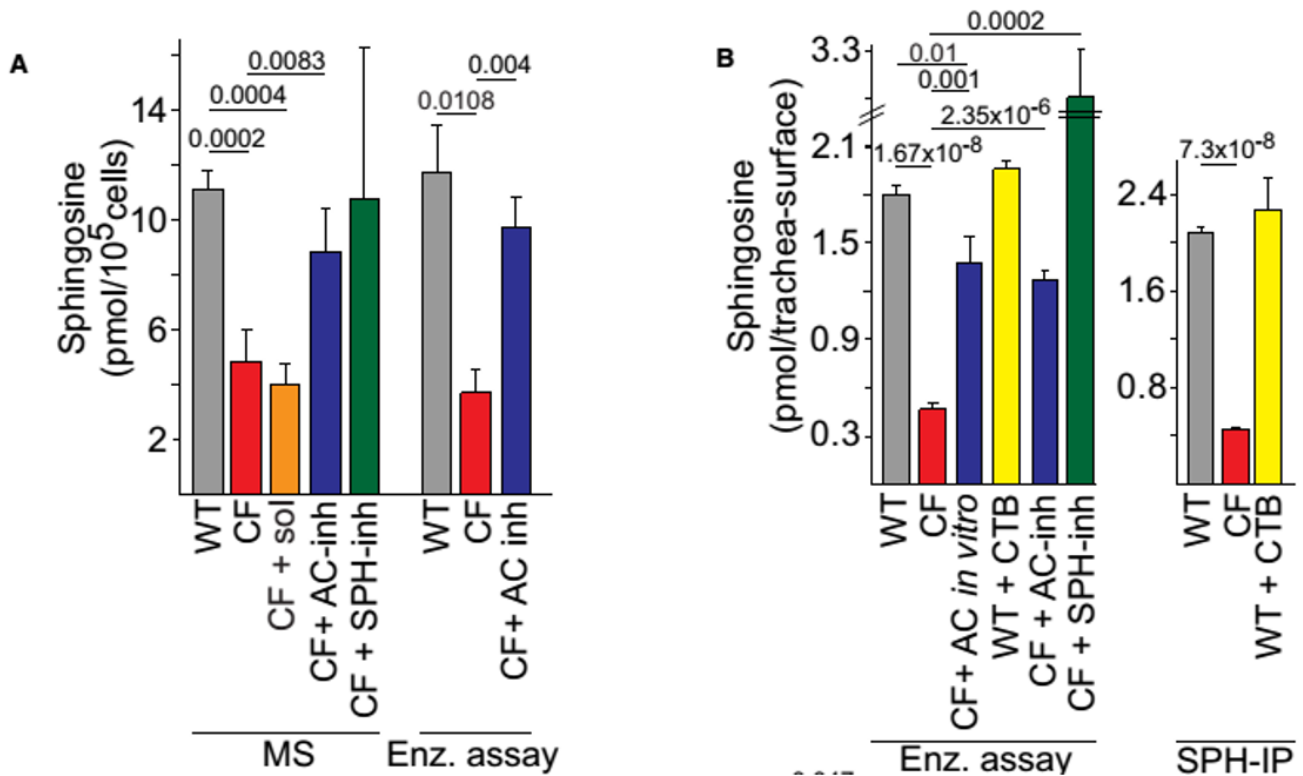 A
Sphingosine
(pmol/10⁵cells)
14
10
6
2
0.0083
0.0004
0.0002
0.004
0.0108
WT
CF
CF + sol
CF+ AC-inh
CF + SPH-inh
WT
CF
CF+ AC inh
MS
Enz. assay
B
Sphingosine
(pmol/trachea-surface)
3.3
2.1
1.5
0.9
0.3
0.0002
0.01
0.001
2.35x10⁻⁶
1.67x10⁻⁸
WT
CF
CF+ AC in vitro
WT + CTB
CF + AC-inh
CF + SPH-inh
Enz. assay
2.4
1.6
0.8
7.3x10⁻⁸
WT
CF
WT + CTB
SPH-IP